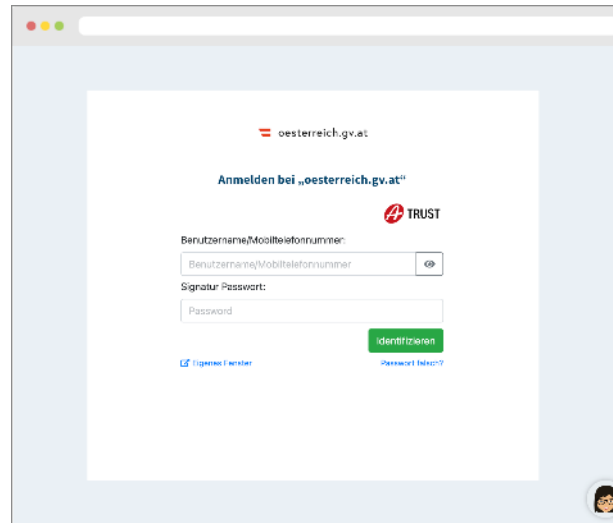 oesterreich.gv.at
Anmelden bei „oesterreich.gv.at“
A TRUST
Benutzername/Mobiltelefonnummer:
Benutzername/Mobiltelefonnummer
Signatur Passwort:
Password
Identifizieren
Eigenes Fenster
Passwort falsch?